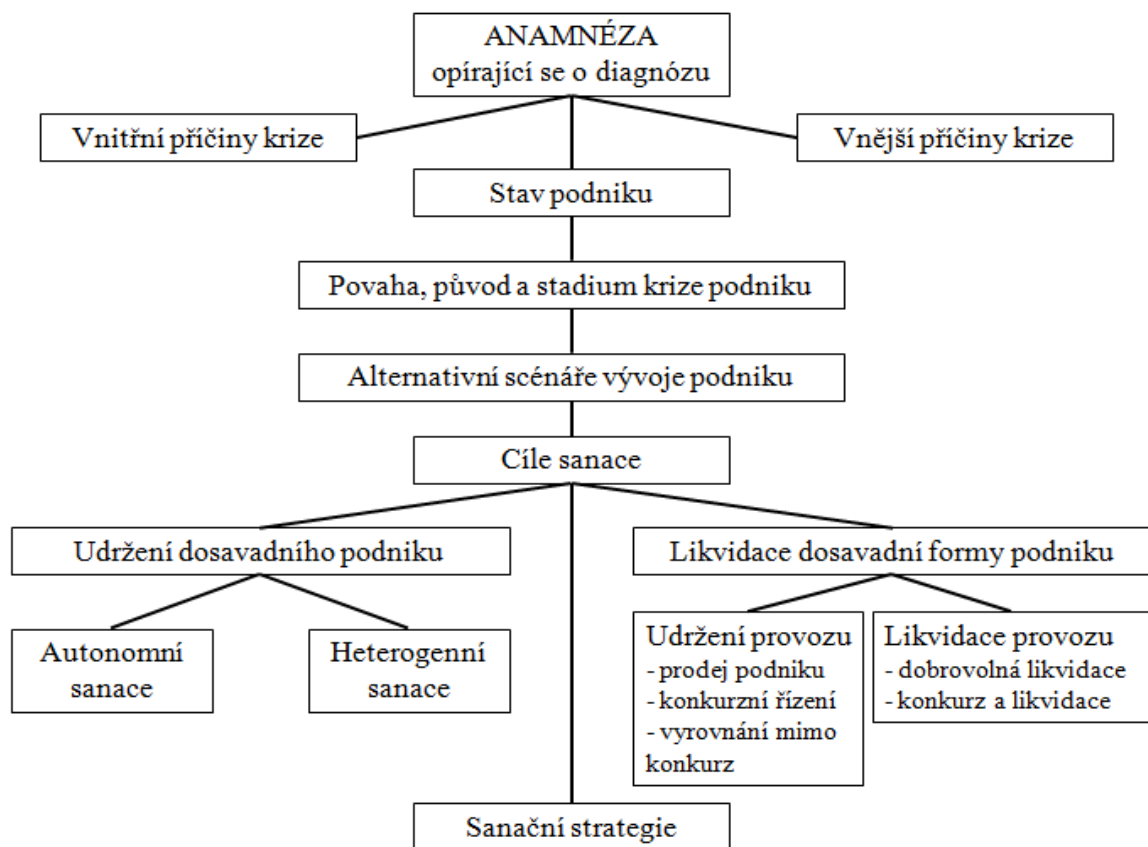 ANAMNÉZA
opírající se o diagnózu
Vnitřní příčiny krize
Vnější příčiny krize
Stav podniku
Povaha, původ a stadium krize podniku
Alternativní scénáře vývoje podniku
Cíle sanace
Udržení dosavadního podniku
Likvidace dosavadní formy podniku
Autonomní
sanace
Heterogenní
sanace
Udržení provozu
- prodej podniku
- konkurzní řízení
- vyrovnání mimo
konkurz
Likvidace provozu
- dobrovolná likvidace
- konkurz a likvidace
Sanační strategie